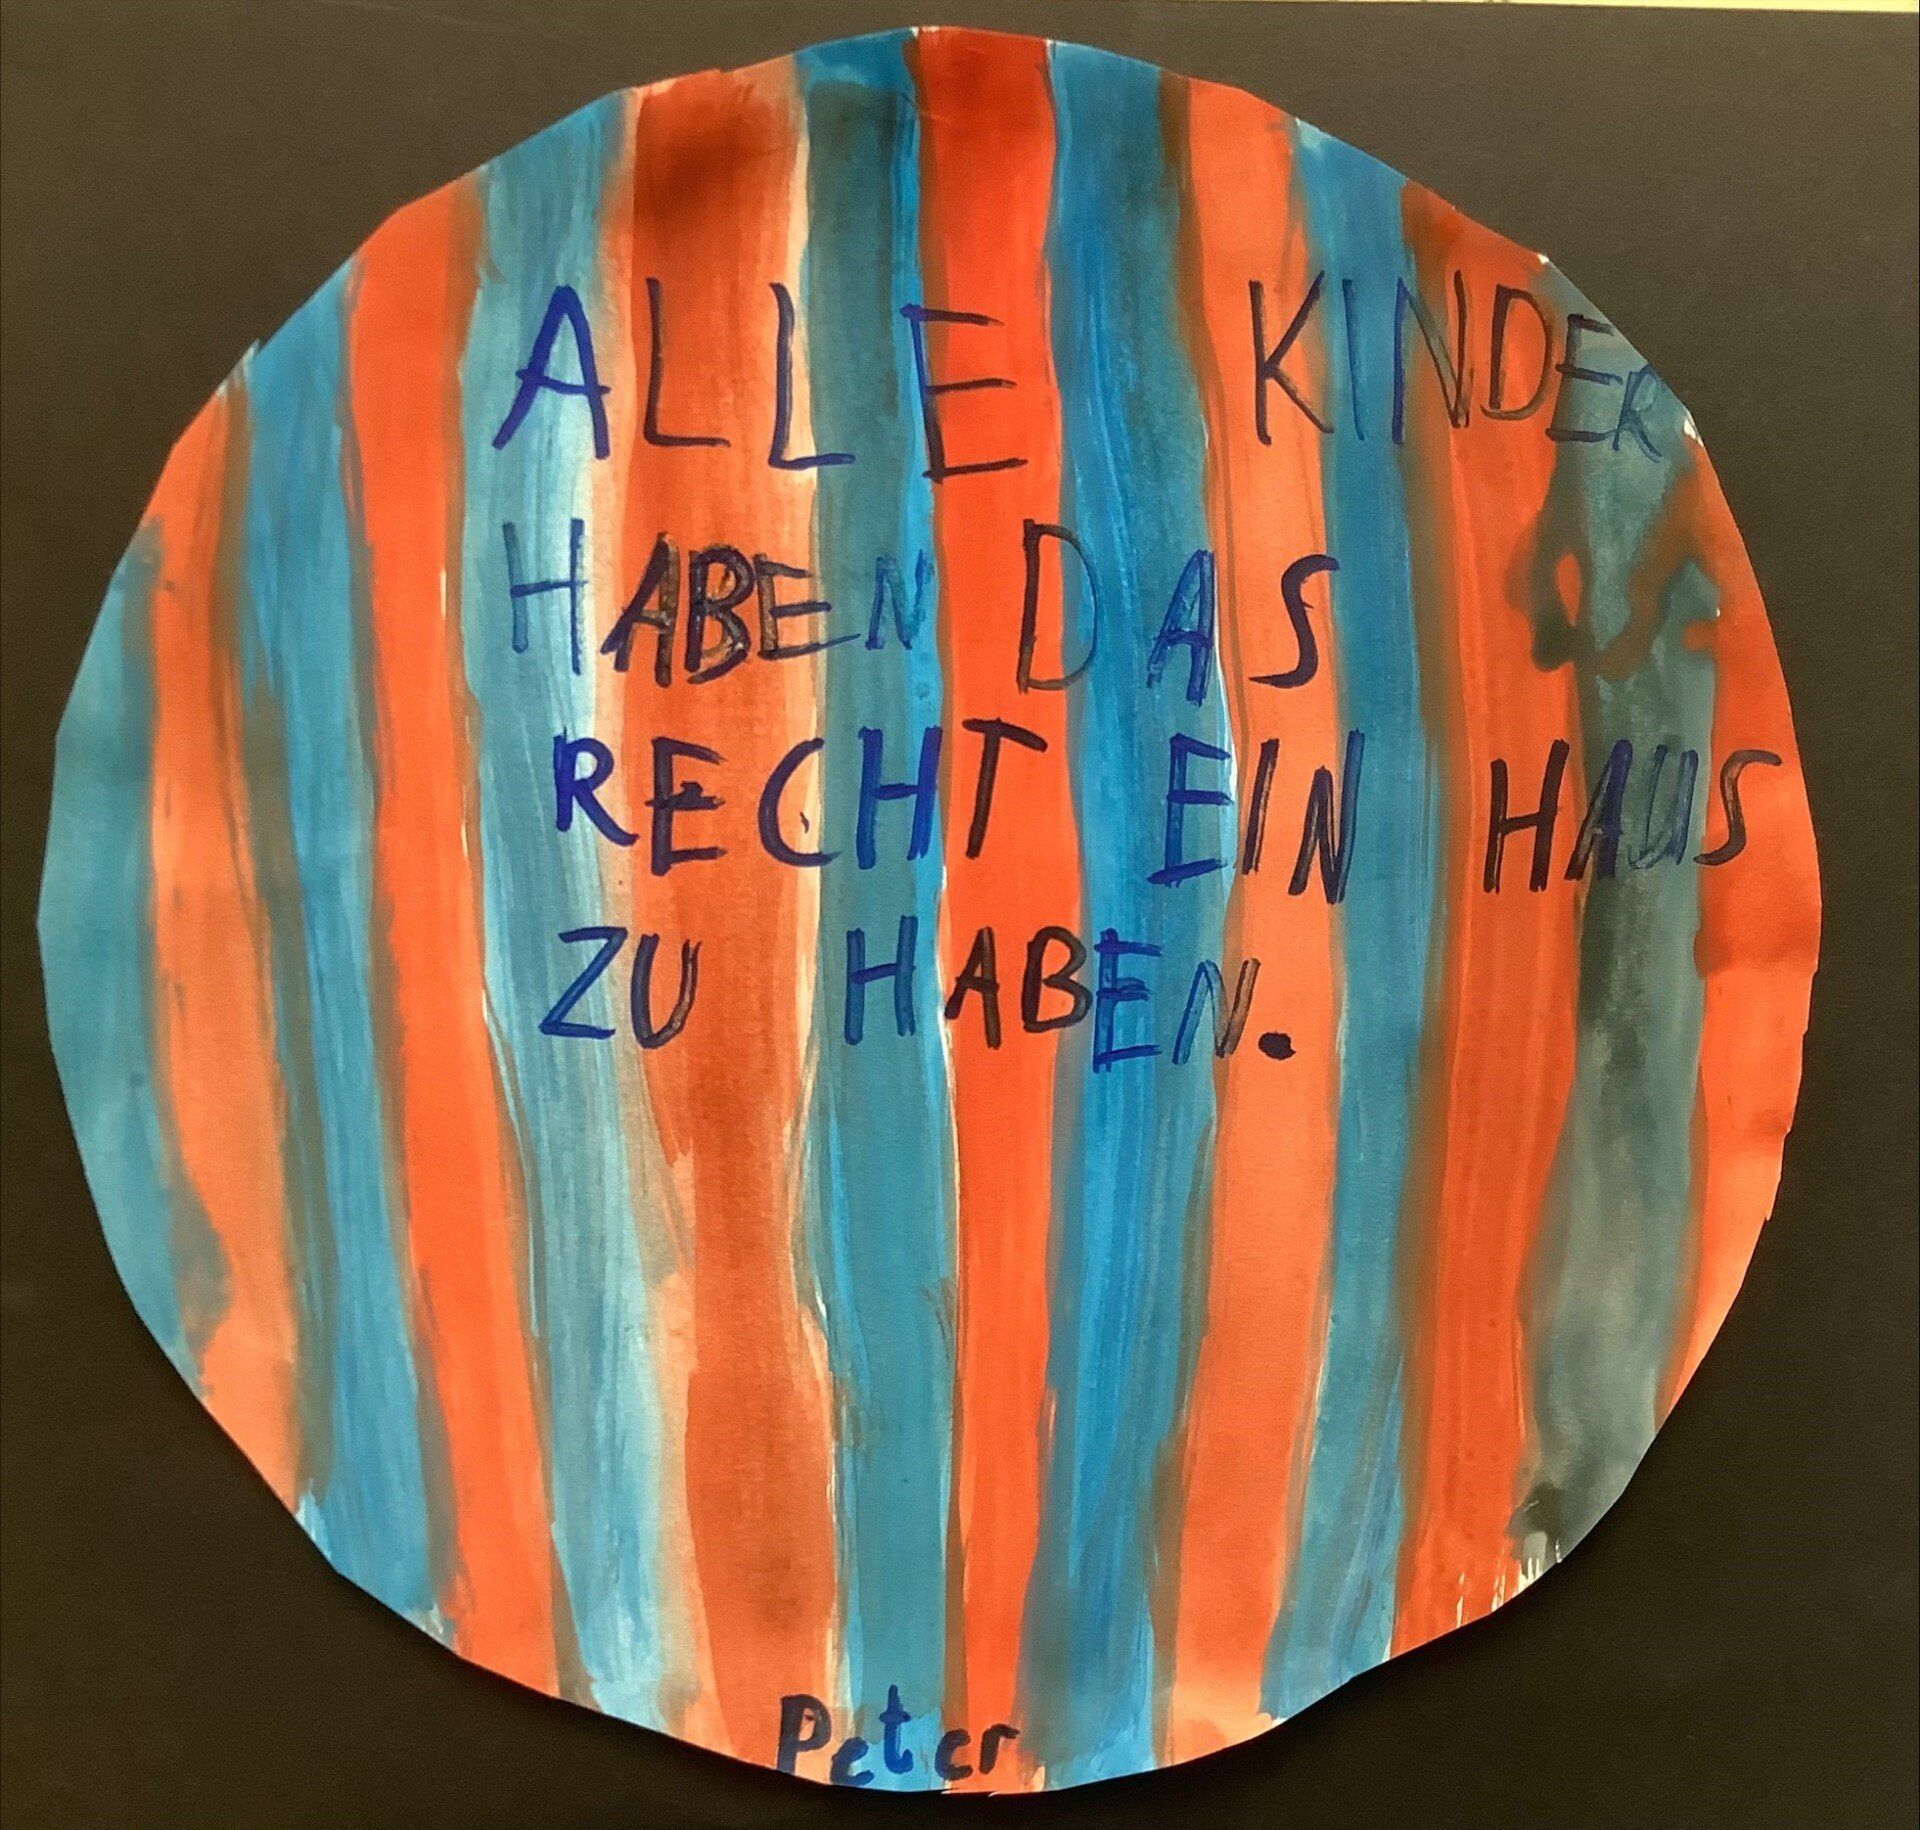 ALLE KINDER
HABEN DAS
RECHT EIN HAUS
ZU HABEN.
Peter